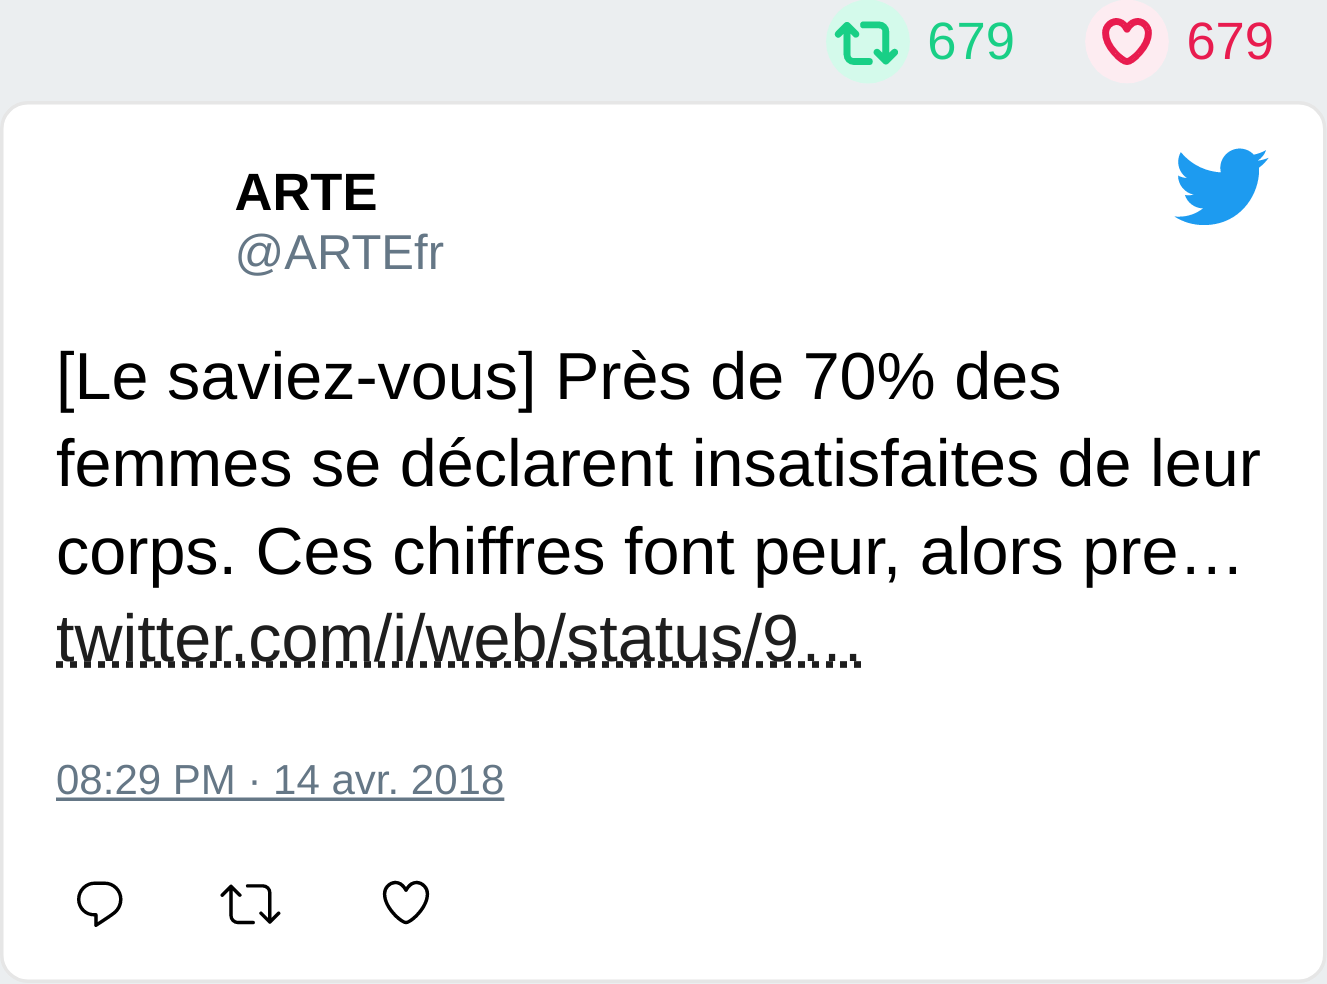 679 679
ARTE
@ARTEfr
[Le saviez-vous] Près de 70% des
femmes se déclarent insatisfaites de leur
corps. Ces chiffres font peur, alors pre…
twitter.com/i/web/status/9…
08:29 PM · 14 avr. 2018